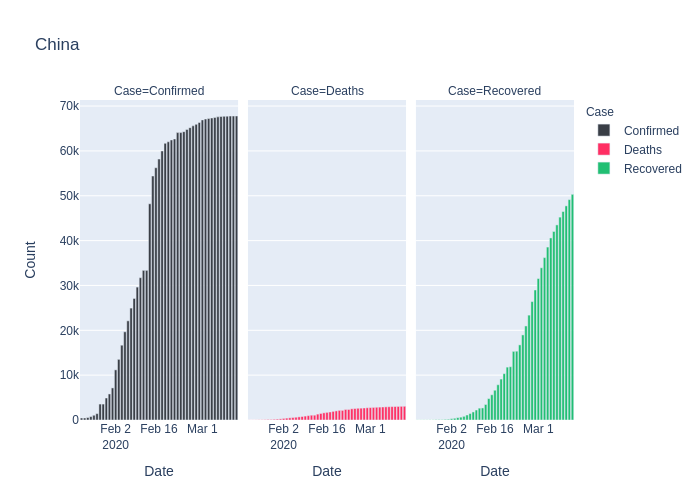 China
Case=Confirmed
Case=Deaths
Case=Recovered
Case
Confirmed
Deaths
Recovered
Count
70k
60k
50k
40k
30k
20k
10k
0
Feb 2
2020
Feb 16
Mar 1
Feb 2
2020
Feb 16
Mar 1
Feb 2
2020
Feb 16
Mar 1
Date
Date
Date